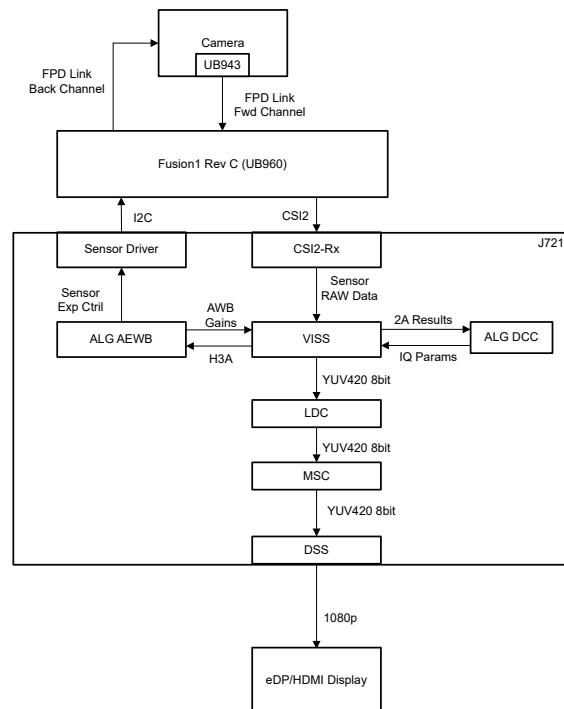 Camera
UB943
FPD Link
Back Channel
FPD Link
Fwd Channel
Fusion1 Rev C (UB960)
I2C
CSI2
J721
Sensor Driver
CSI2-Rx
Sensor
Exp Ctril
Sensor
RAW Data
AWB
Gains
2A Results
ALG AEWB
VISS
ALG DCC
H3A
IQ Params
YUV420 8bit
LDC
YUV420 8bit
MSC
YUV420 8bit
DSS
1080p
eDP/HDMI Display